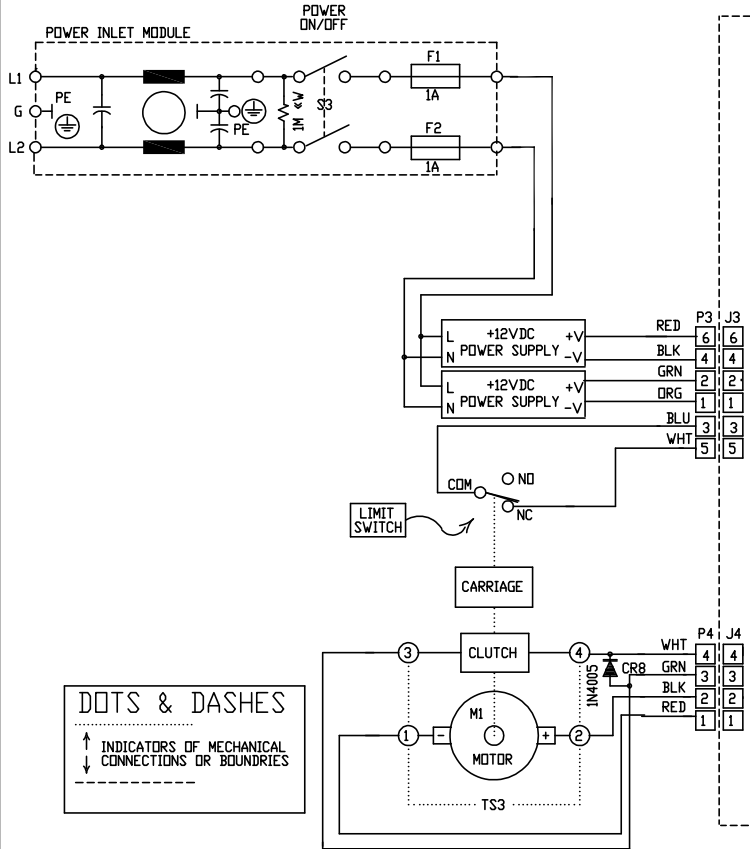 POWER
ON/OFF
POWER INLET MODULE
L1
PE
G
L2
PE
1M
S3
F1
1A
F2
1A
L
+12VDC
+V
N
POWER SUPPLY
-V
L
+12VDC
+V
N
POWER SUPPLY
-V
P3
J3
RED
6
6
BLK
4
4
GRN
2
2
ORG
1
1
BLU
3
3
WHT
5
5
COM
NO
NC
LIMIT
SWITCH
CARRIAGE
3
CLUTCH
4
1N4005
CR8
P4
J4
WHT
4
4
GRN
3
3
BLK
2
2
RED
1
1
M1
1
-
+
2
MOTOR
TS3
DOTS & DASHES
INDICATORS OF MECHANICAL
CONNECTIONS OR BOUNDRIES